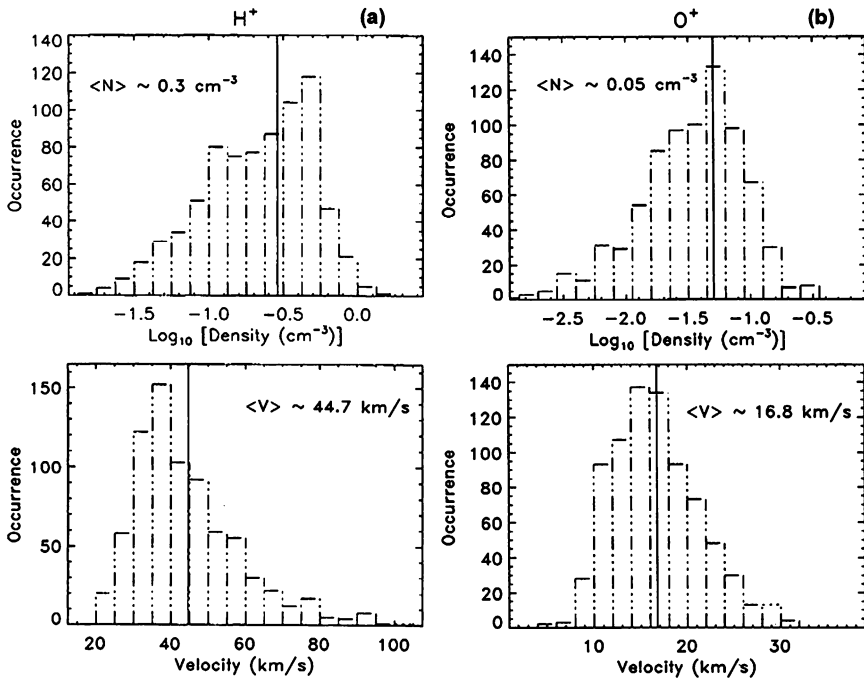 H⁺ (a)
140
120
100
80
60
40
20
0
Occurrence
<N> ~ 0.3 cm⁻³
−1.5 −1.0 −0.5 0.0
Log₁₀ [Density (cm⁻³)]
O⁺ (b)
140
120
100
80
60
40
20
0
Occurrence
<N> ~ 0.05 cm⁻³
−2.5 −2.0 −1.5 −1.0 −0.5
Log₁₀ [Density (cm⁻³)]
150
100
50
0
Occurrence
<V> ~ 44.7 km/s
20 40 60 80 100
Velocity (km/s)
140
120
100
80
60
40
20
0
Occurrence
<V> ~ 16.8 km/s
10 20 30
Velocity (km/s)